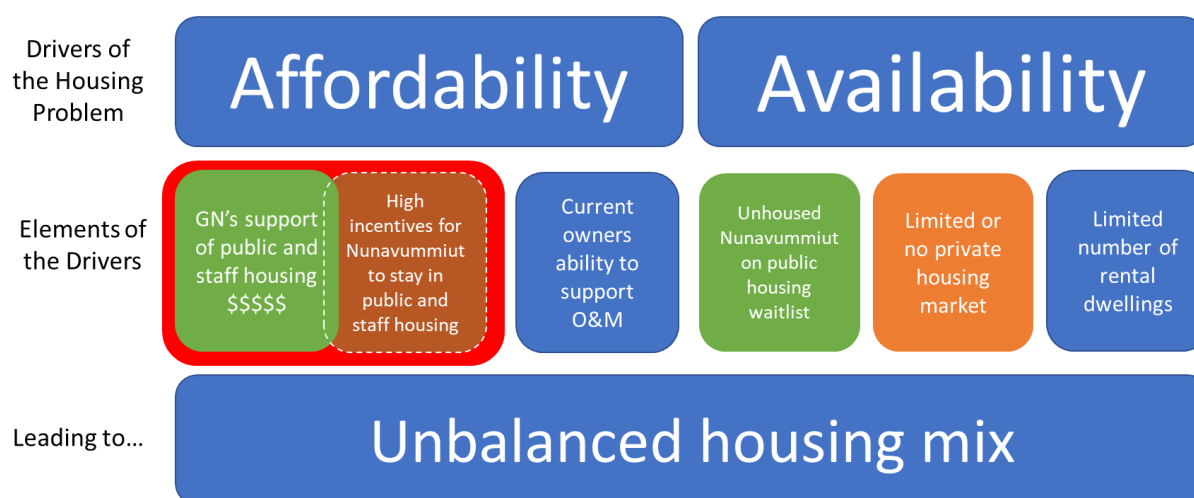 Drivers of
the Housing
Problem
Affordability
Availability
Elements of
the Drivers
GN's support
of public and
staff housing
$$$$$
High
incentives for
Nunavummiut
to stay in
public and
staff housing
Current
owners
ability to
support
O&M
Unhoused
Nunavummiut
on public
housing
waitlist
Limited or
no private
housing
market
Limited
number of
rental
dwellings
Leading to...
Unbalanced housing mix